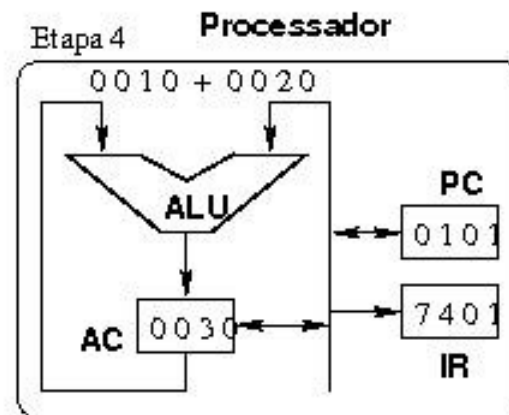 Processador
Etapa 4
0010 + 0020
ALU
PC
0101
AC
0030
7401
IR